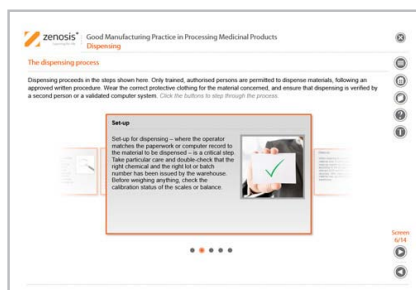 zenosis
Good Manufacturing Practice in Processing Medicinal Products
Dispensing
The dispensing process
Dispensing proceeds in the steps shown here. Only trained, authorised persons are permitted to dispense materials, following an
approved written procedure. Wear the correct protective clothing for the material concerned, and ensure that dispensing is verified by
a second person or a validated computer system. Click the buttons to step through the process.
Set-up
Set-up for dispensing – where the operator
matches the paperwork or computer record to
the material to be dispensed – is a critical step.
Take particular care and double-check that the
right chemical and the right lot or batch
number has been issued by the warehouse.
Before weighing anything, check the
calibration status of the scales or balance.
Screen
6/14